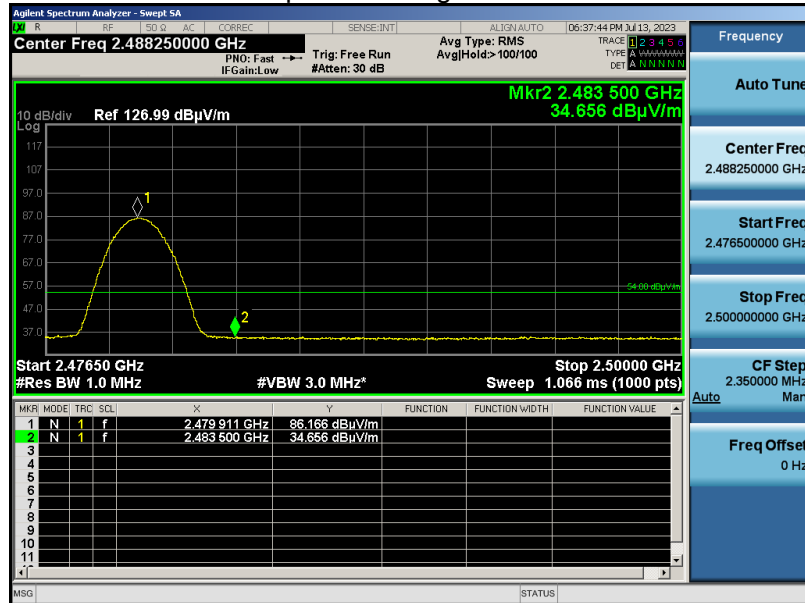 Agilent Spectrum Analyzer - Swept SA
LXI R RF 50 Ω AC CORREC SENSE:INT ALIGN AUTO 06:37:44 PM Jul 13, 2023
Center Freq 2.488250000 GHz
PNO: Fast
IFGain:Low
Trig: Free Run
#Atten: 30 dB
Avg Type: RMS
Avg|Hold:>100/100
TRACE 1 2 3 4 5 6
TYPE A WWWWW
DET A N N N N N
Mkr2 2.483 500 GHz
34.656 dBµV/m
10 dB/div Ref 126.99 dBµV/m
Log
117
107
97.0
87.0
77.0
67.0
57.0
47.0
37.0
1
2
54.00 dBµV/m
Start 2.47650 GHz Stop 2.50000 GHz
#Res BW 1.0 MHz #VBW 3.0 MHz* Sweep 1.066 ms (1000 pts)
MKR MODE TRC SCL X Y FUNCTION FUNCTION WIDTH FUNCTION VALUE
1 N 1 f 2.479 911 GHz 86.166 dBµV/m
2 N 1 f 2.483 500 GHz 34.656 dBµV/m
3
4
5
6
7
8
9
10
11
MSG STATUS
Frequency
Auto Tune
Center Freq
2.488250000 GHz
Start Freq
2.476500000 GHz
Stop Freq
2.500000000 GHz
CF Step
2.350000 MHz
Auto Man
Freq Offset
0 Hz